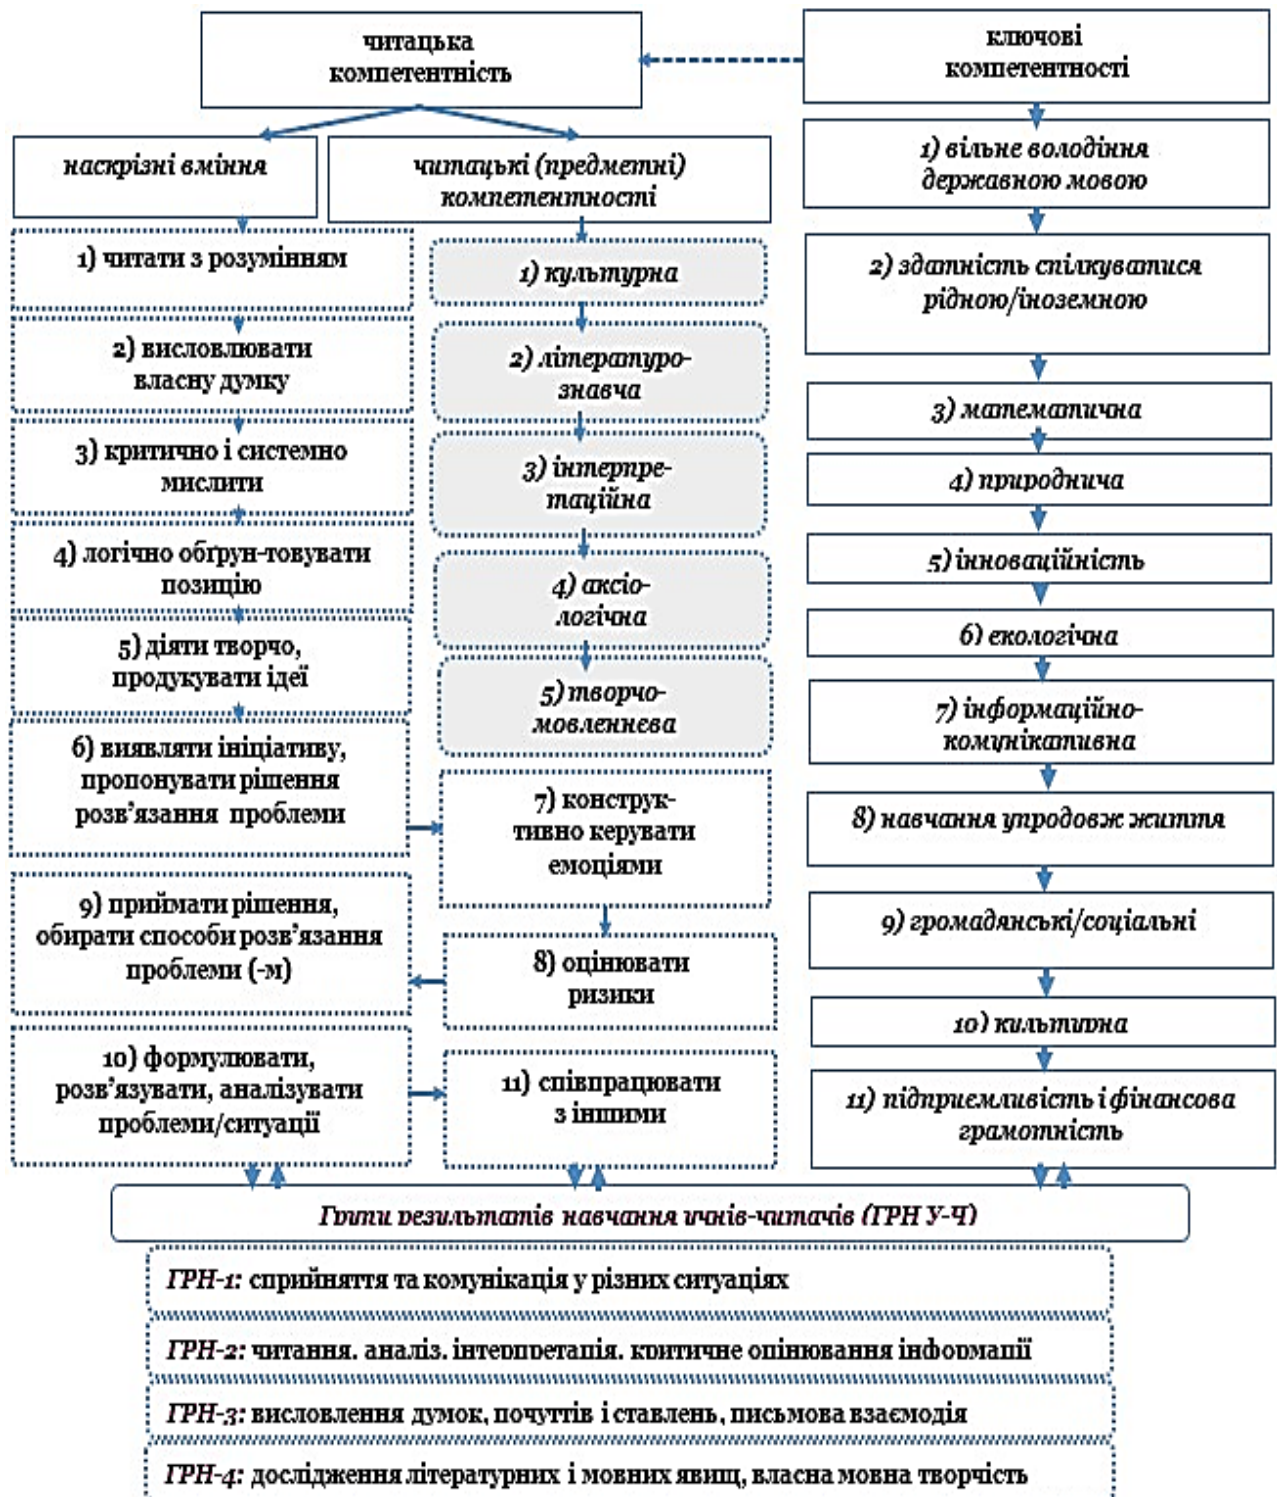 читацька
компетентність
ключові
компетентності
наскрізні вміння
читацькі (предметні)
компетентності
1) читати з розумінням
2) висловлювати
власну думку
3) критично і системно
мислити
4) логічно обґрун-товувати
позицію
5) діяти творчо,
продукувати ідеї
6) виявляти ініціативу,
пропонувати рішення
розв’язання проблеми
1) культурна
2) літературо-
знавча
3) інтерпре-
таційна
4) аксіо-
логічна
5) творчо-
мовленнєва
7) конструк-
тивно керувати
емоціями
8) оцінювати
ризики
9) приймати рішення,
обирати способи розв’язання
проблеми (-м)
10) формулювати,
розв’язувати, аналізувати
проблеми/ситуації
11) співпрацювати
з іншими
1) вільне володіння
державною мовою
2) здатність спілкуватися
рідною/іноземною
3) математична
4) природнича
5) інноваційність
6) екологічна
7) інформаційно-
комунікативна
8) навчання упродовж життя
9) громадянські/соціальні
10) культурна
11) підприємливість і фінансова
грамотність
Групи результатів навчання учнів-читачів (ГРН У-Ч)
ГРН-1: сприйняття та комунікація у різних ситуаціях
ГРН-2: читання, аналіз, інтерпретація, критичне оцінювання інформації
ГРН-3: висловлення думок, почуттів і ставлень, письмова взаємодія
ГРН-4: дослідження літературних і мовних явищ, власна мовна творчість